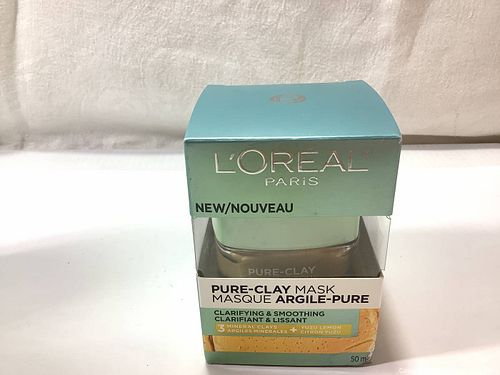 L'ORÉAL
PARIS
NEW/NOUVEAU
PURE-CLAY
PURE-CLAY MASK
MASQUE ARGILE-PURE
CLARIFYING & SMOOTHING
CLARIFIANT & LISSANT
3 MINERAL CLAYS + YUZU LEMON
ARGILES MINÉRALES CITRON YUZU
50 m